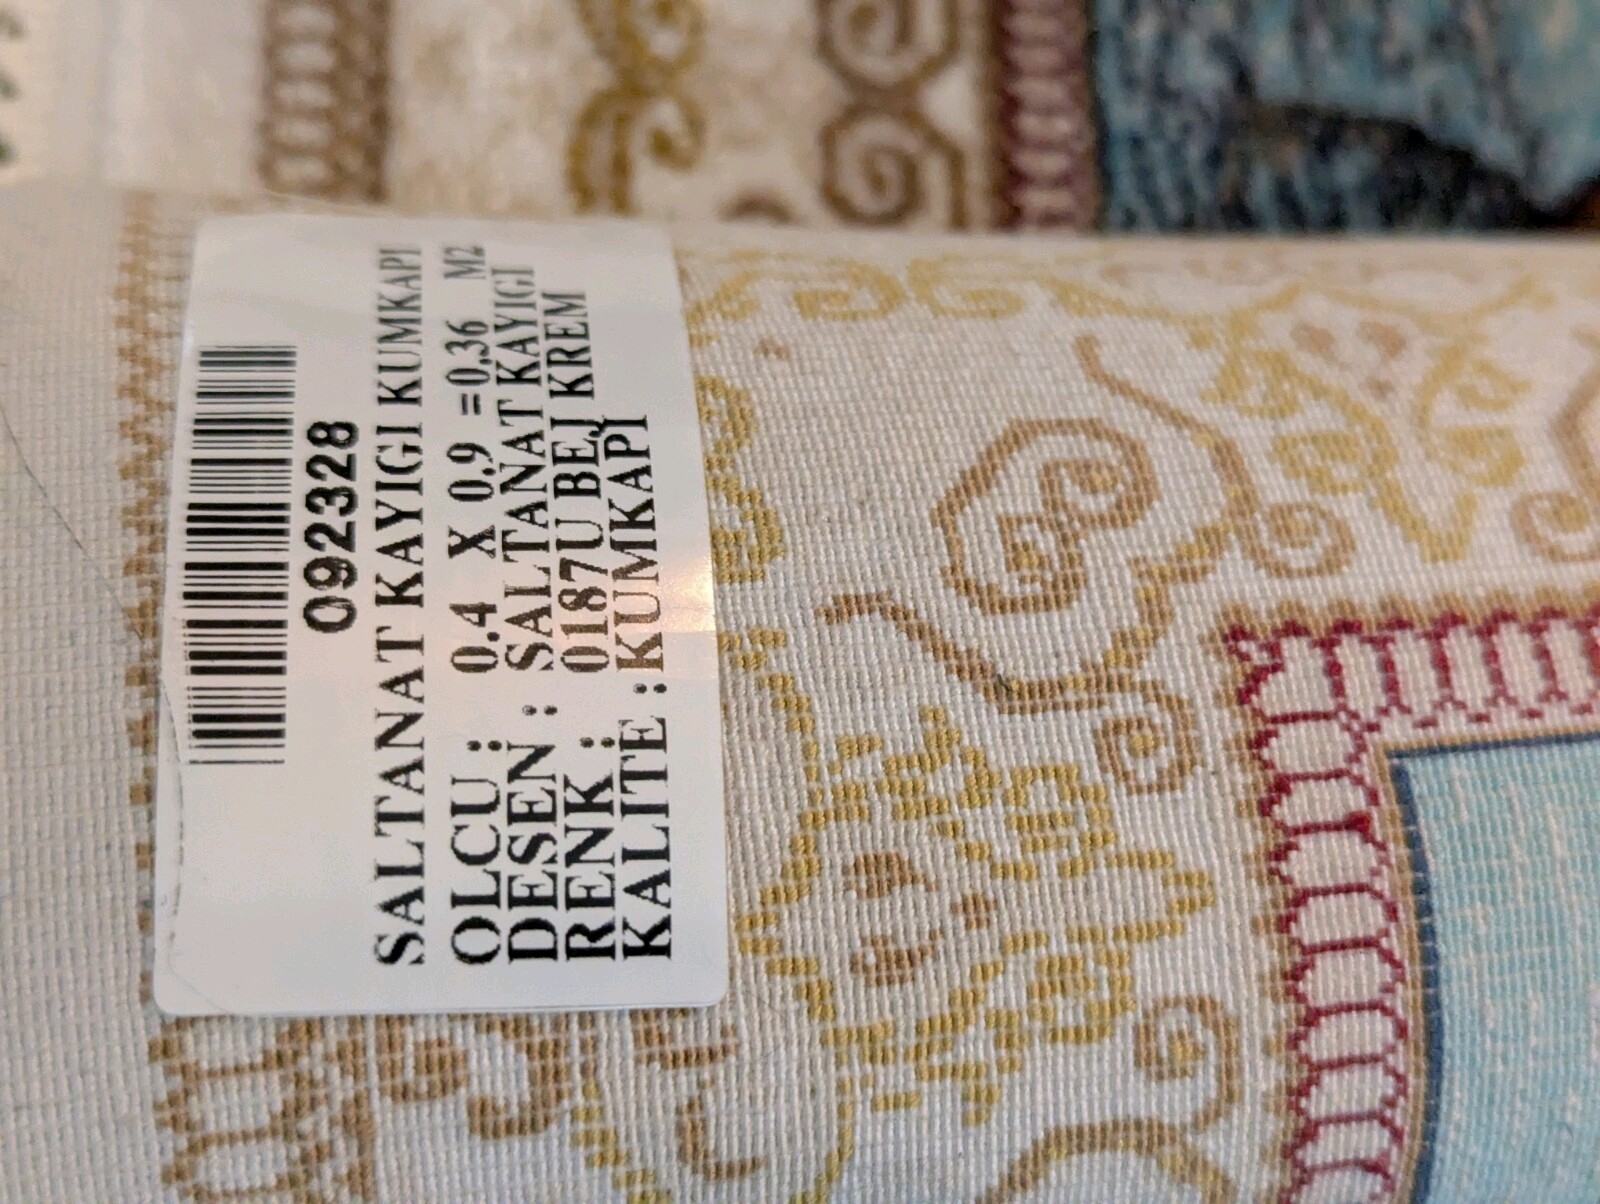 092328
SALTANAT KAYIGI KUMKAPI
OLCU : 0.4 X 0,9 =0,36 M2
DESEN : SALTANAT KAYIGI
RENK : 0187U BEJ KREM
KALITE :KUMKAPI